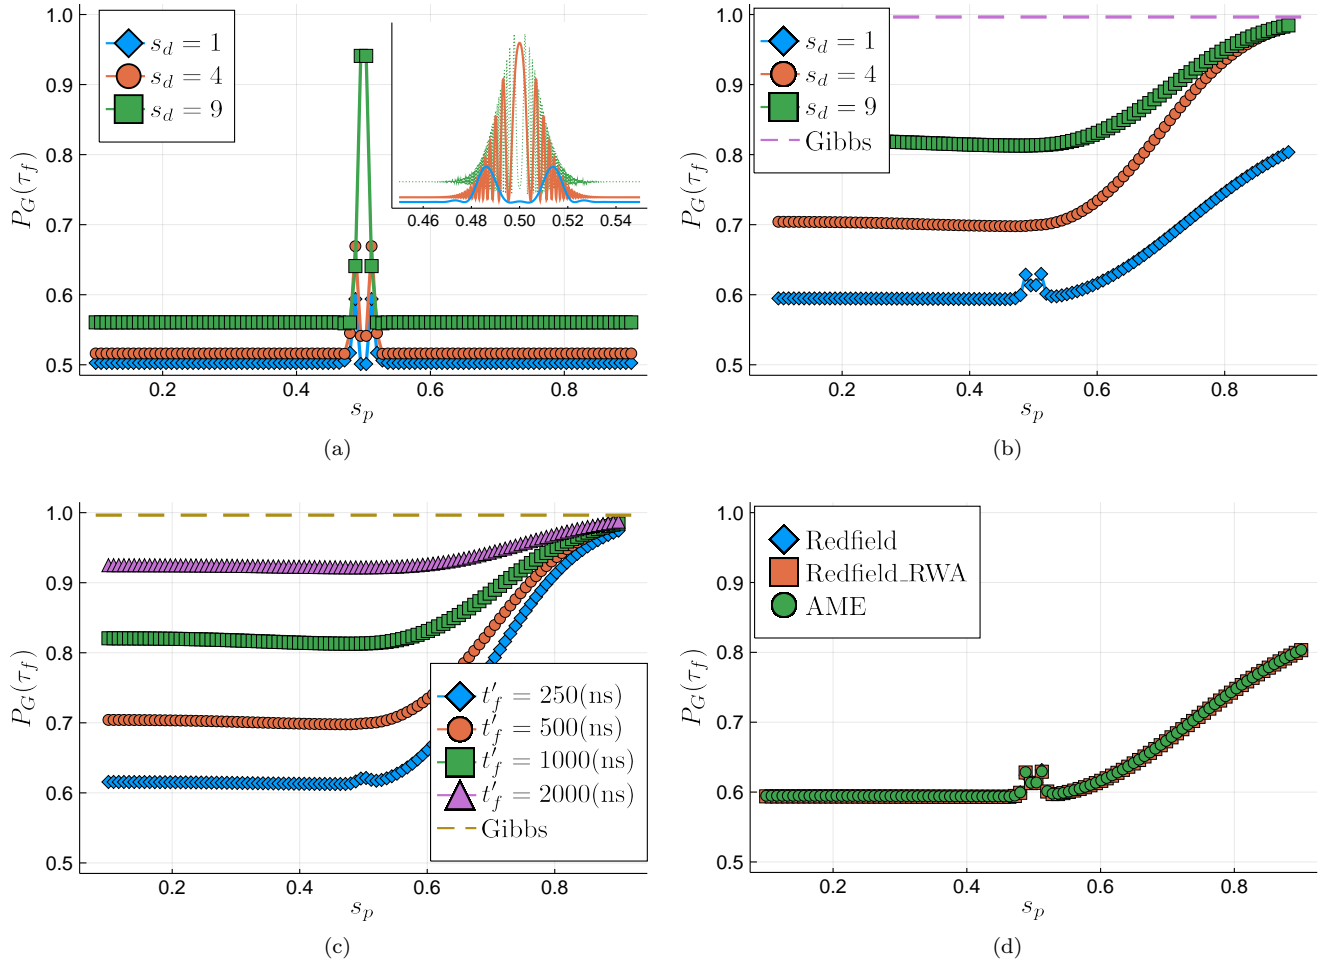 1.0
0.9
0.8
0.7
0.6
0.5
P_G(τ_f)
s_d = 1
s_d = 4
s_d = 9
0.46 0.48 0.50 0.52 0.54
0.2 0.4 0.6 0.8
s_p
(a)
1.0
0.9
0.8
0.7
0.6
0.5
P_G(τ_f)
s_d = 1
s_d = 4
s_d = 9
Gibbs
0.2 0.4 0.6 0.8
s_p
(b)
1.0
0.9
0.8
0.7
0.6
0.5
P_G(τ_f)
t′_f = 250(ns)
t′_f = 500(ns)
t′_f = 1000(ns)
t′_f = 2000(ns)
Gibbs
0.2 0.4 0.6 0.8
s_p
(c)
1.0
0.9
0.8
0.7
0.6
0.5
P_G(τ_f)
Redfield
Redfield_RWA
AME
0.2 0.4 0.6 0.8
s_p
(d)